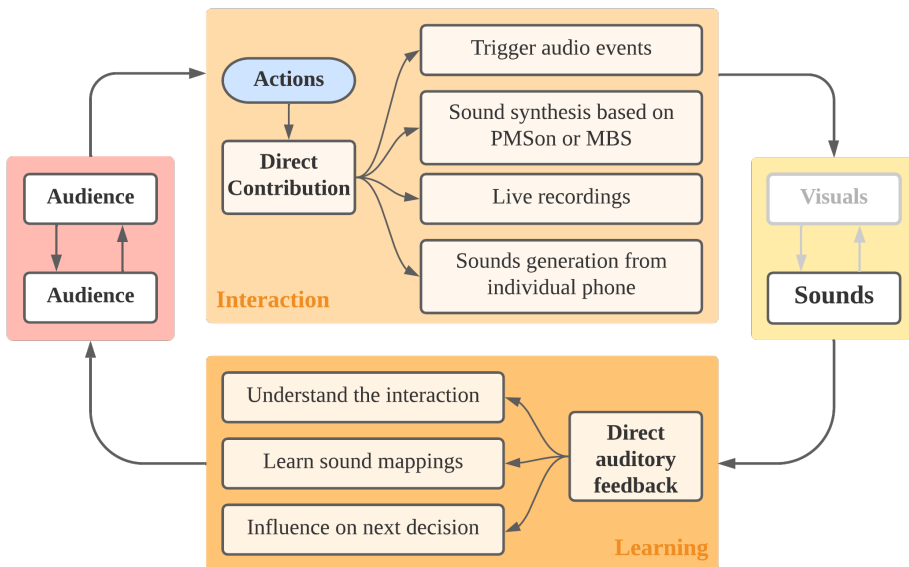 Trigger audio events
Actions
Sound synthesis based on
PMSon or MBS
Direct
Contribution
Live recordings
Sounds generation from
individual phone
Interaction
Audience
Audience
Visuals
Sounds
Understand the interaction
Learn sound mappings
Influence on next decision
Direct
auditory
feedback
Learning